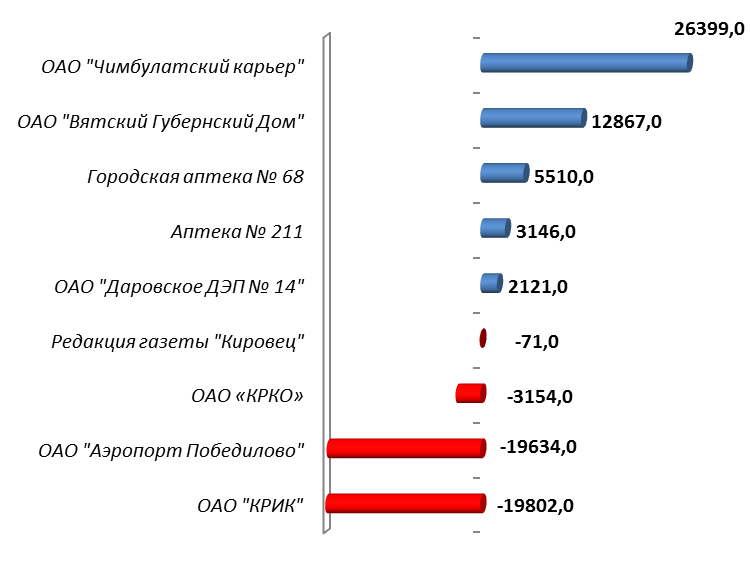 26399,0
ОАО "Чимбулатский карьер"
ОАО "Вятский Губернский Дом" 12867,0
Городская аптека № 68 5510,0
Аптека № 211 3146,0
ОАО "Даровское ДЭП № 14" 2121,0
Редакция газеты "Кировец" -71,0
ОАО «КРКО» -3154,0
ОАО "Аэропорт Победилово" -19634,0
ОАО "КРИК" -19802,0